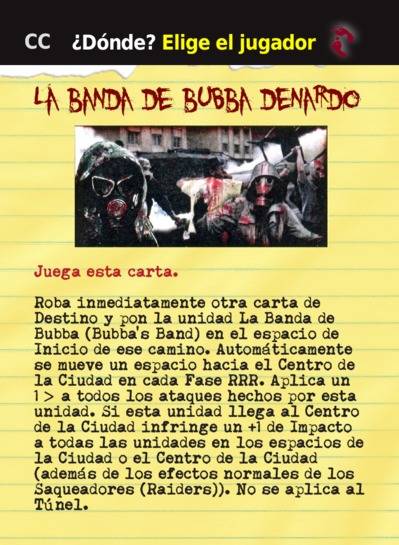 CC ¿Dónde? Elige el jugador
LA BANDA DE BUBBA DENARDO
Juega esta carta.
Roba inmediatamente otra carta de
Destino y pon la unidad La Banda de
Bubba (Bubba's Band) en el espacio de
Inicio de ese camino. Automáticamente
se mueve un espacio hacia el Centro de
la Ciudad en cada Fase RRR. Aplica un
1 > a todos los ataques hechos por esta
unidad. Si esta unidad llega al Centro
de la Ciudad infringe un +1 de Impacto
a todas las unidades en los espacios de
la Ciudad o el Centro de la Ciudad
(además de los efectos normales de los
Saqueadores (Raiders)). No se aplica al
Túnel.